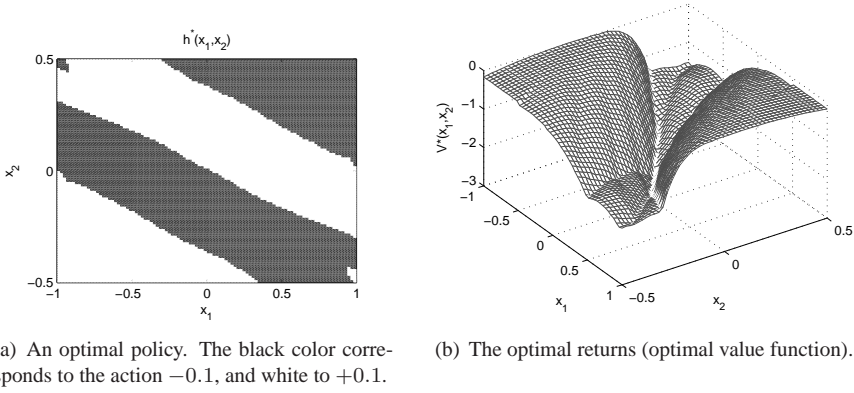 h*(x1,x2)
0.5
0
−0.5
x2
−1
−0.5
0
0.5
1
x1
0
−1
−2
−3
V*(x1,x2)
−1
−0.5
0
0.5
1
x1
−0.5
0
0.5
x2
a) An optimal policy. The black color corre-
sponds to the action −0.1, and white to +0.1.
(b) The optimal returns (optimal value function).